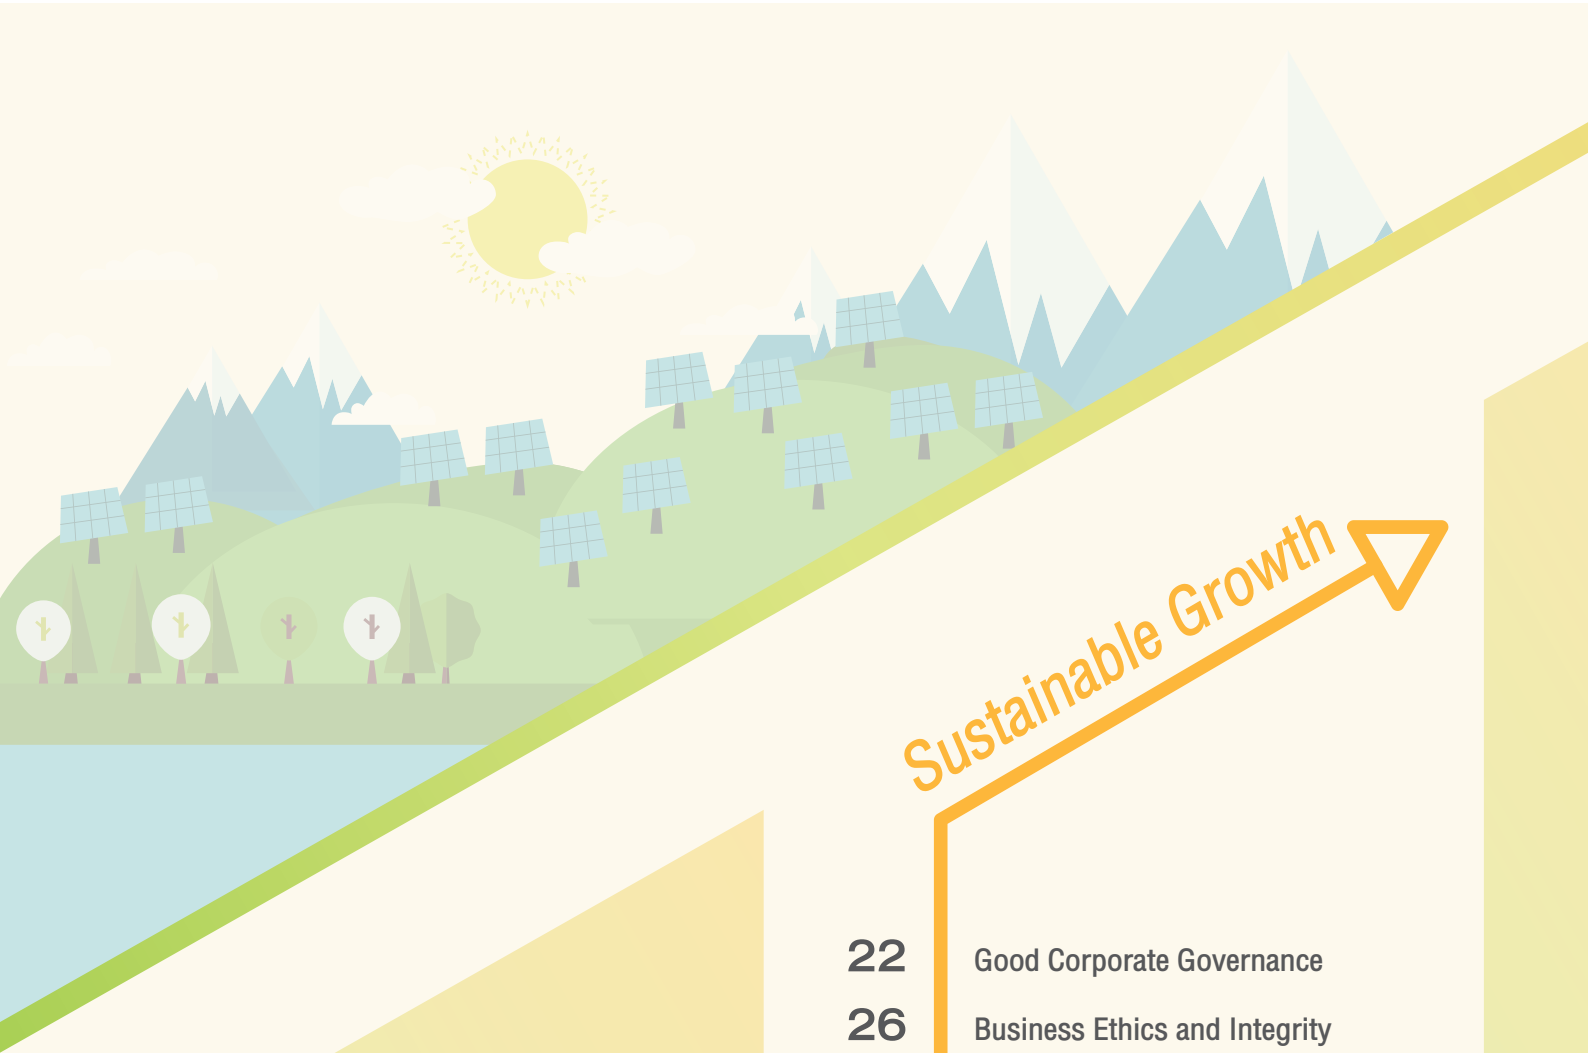 Sustainable Growth
22 Good Corporate Governance
26 Business Ethics and Integrity